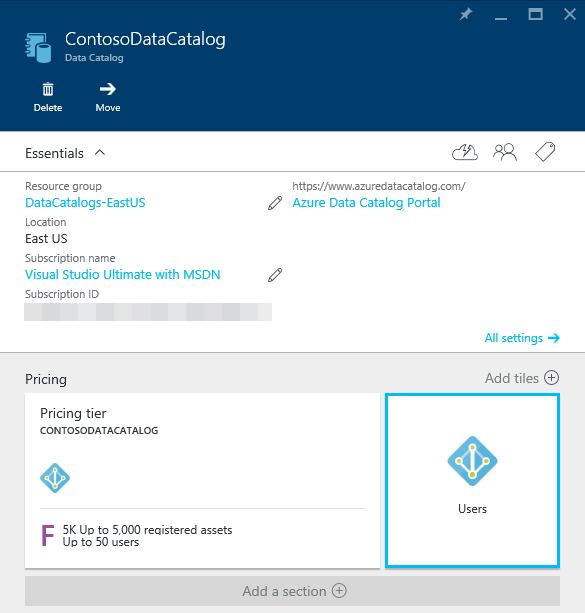 ContosoDataCatalog
Data Catalog
Delete
Move
Essentials
Resource group
DataCatalogs-EastUS
https://www.azuredatacatalog.com/
Azure Data Catalog Portal
Location
East US
Subscription name
Visual Studio Ultimate with MSDN
Subscription ID
All settings
Pricing
Add tiles
Pricing tier
CONTOSODATACATALOG
F
5K Up to 5,000 registered assets
Up to 50 users
Users
Add a section